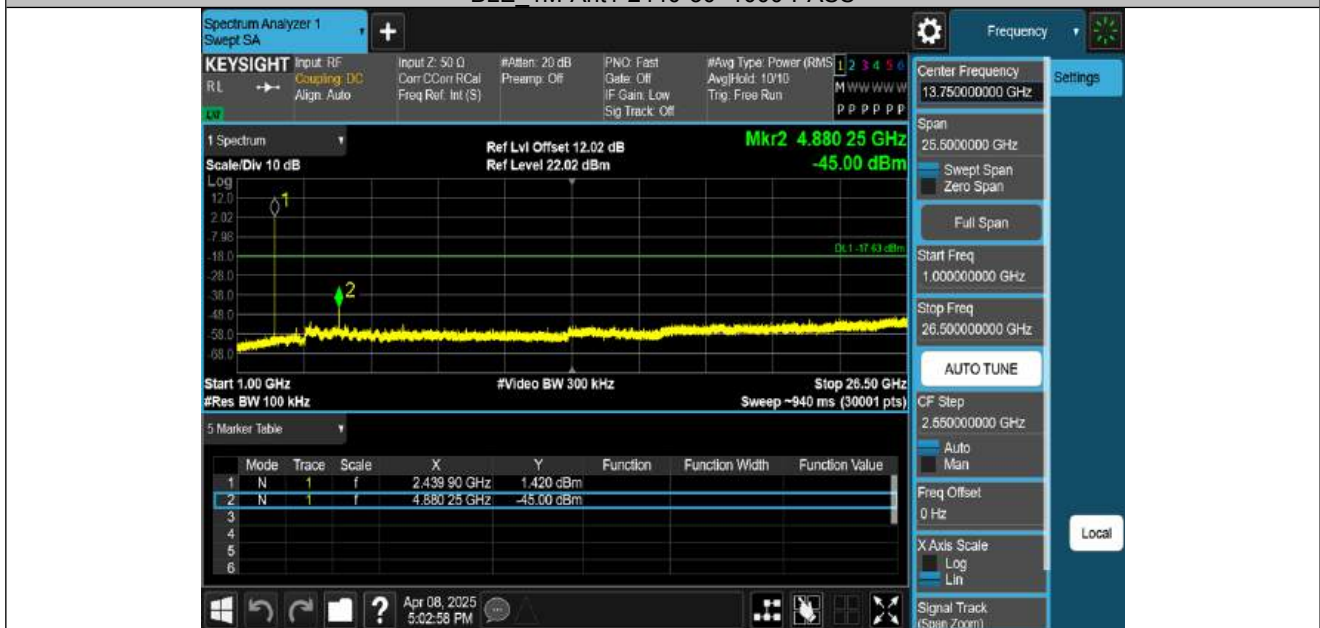 Spectrum Analyzer 1
Swept SA
+
Frequency
KEYSIGHT
RL
Input: RF
Coupling: DC
Align: Auto
Input Z: 50 Ω
Corr CCorr RCal
Freq Ref: Int (S)
#Atten: 20 dB
Preamp: Off
PNO: Fast
Gate: Off
IF Gain: Low
Sig Track: Off
#Avg Type: Power (RMS
Avg|Hold: 10/10
Trig: Free Run
1 2 3 4 5 6
M W W W W W
P P P P P P
1 Spectrum
Scale/Div 10 dB
Log
Ref Lvl Offset 12.02 dB
Ref Level 22.02 dBm
Mkr2 4.880 25 GHz
-45.00 dBm
12.0
2.02
-7.98
-18.0
-28.0
-38.0
-48.0
-58.0
-68.0
1
2
DL1 -17.63 dBm
Start 1.00 GHz
#Res BW 100 kHz
#Video BW 300 kHz
Stop 26.50 GHz
Sweep ~940 ms (30001 pts)
5 Marker Table
Mode Trace Scale X Y Function Function Width Function Value
1 N 1 f 2.439 90 GHz 1.420 dBm
2 N 1 f 4.880 25 GHz -45.00 dBm
3
4
5
6
Apr 08, 2025
5:02:58 PM
Center Frequency
13.750000000 GHz
Settings
Span
25.5000000 GHz
Swept Span
Zero Span
Full Span
Start Freq
1.000000000 GHz
Stop Freq
26.500000000 GHz
AUTO TUNE
CF Step
2.550000000 GHz
Auto
Man
Freq Offset
0 Hz
X Axis Scale
Log
Lin
Local
Signal Track
(Span Zoom)